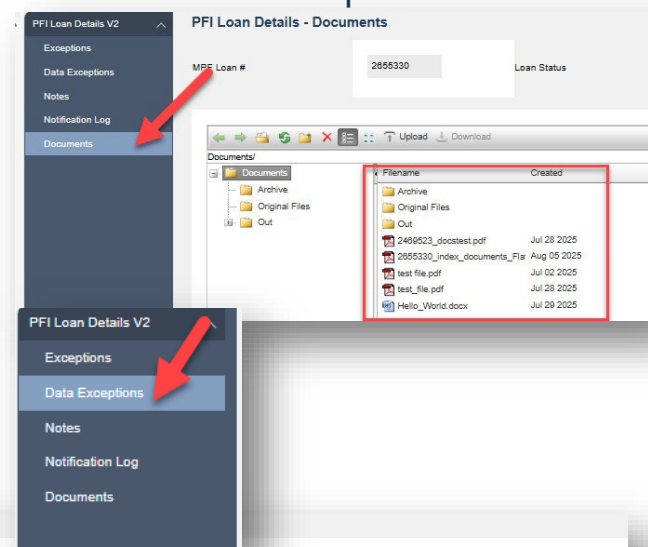 PFI Loan Details V2
Exceptions
Data Exceptions
Notes
Notification Log
Documents
PFI Loan Details - Documents
MPF Loan # 2655330 Loan Status
Upload Download
Documents/
Documents
Archive
Original Files
Out
Filename Created
Archive
Original Files
Out
2469523_docstest.pdf Jul 28 2025
2655330_index_documents_Fla Aug 05 2025
test file.pdf Jul 02 2025
test_file.pdf Jul 28 2025
Hello_World.docx Jul 29 2025
PFI Loan Details V2
Exceptions
Data Exceptions
Notes
Notification Log
Documents